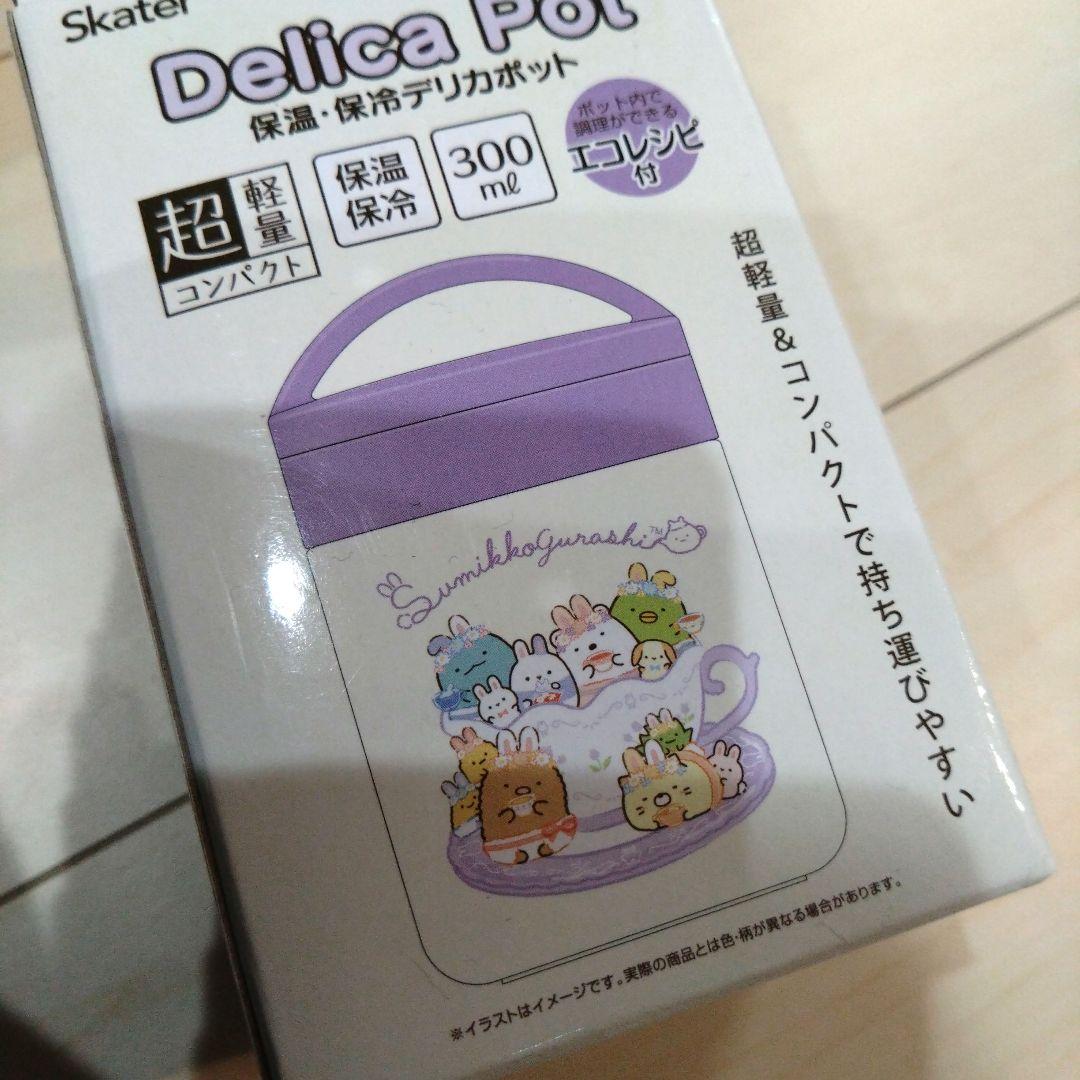 Skater
Delica Pot
保温・保冷デリカポット
超軽量
コンパクト
保温
保冷
300
ml
ポット内で
調理ができる
エコレシピ
付
超軽量&コンパクトで持ち運びやすい
Sumikkogurashi TM
※イラストはイメージです。実際の商品とは色・柄が異なる場合があります。